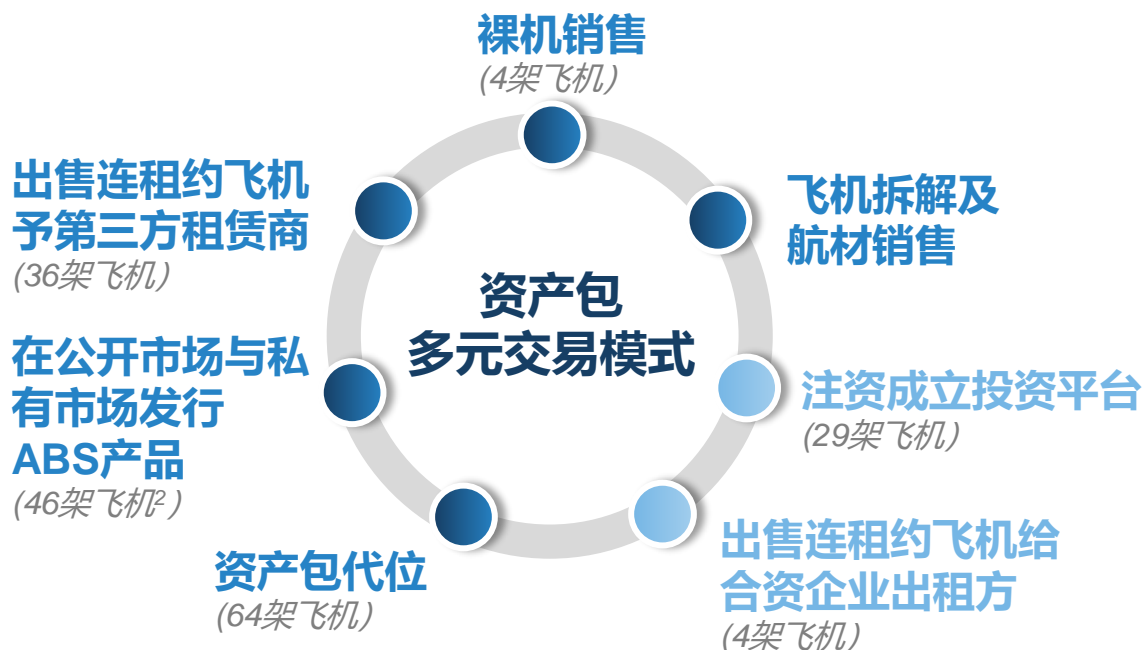 裸机销售
(4架飞机)
出售连租约飞机
予第三方租赁商
(36架飞机)
飞机拆解及
航材销售
资产包
多元交易模式
在公开市场与私
有市场发行
ABS产品
(46架飞机²)
注资成立投资平台
(29架飞机)
资产包代位
(64架飞机)
出售连租约飞机给
合资企业出租方
(4架飞机)